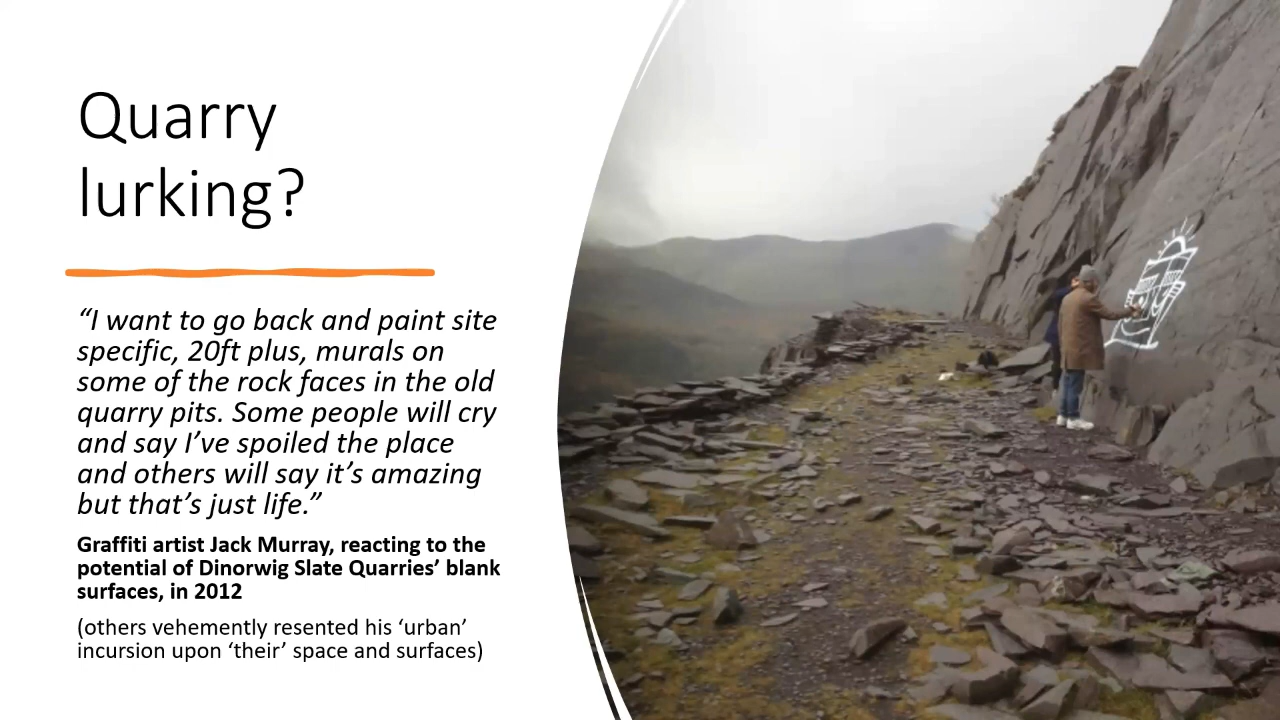 Quarry
lurking?
“I want to go back and paint site
specific, 20ft plus, murals on
some of the rock faces in the old
quarry pits. Some people will cry
and say I’ve spoiled the place
and others will say it’s amazing
but that’s just life.”
Graffiti artist Jack Murray, reacting to the
potential of Dinorwig Slate Quarries’ blank
surfaces, in 2012
(others vehemently resented his ‘urban’
incursion upon ‘their’ space and surfaces)